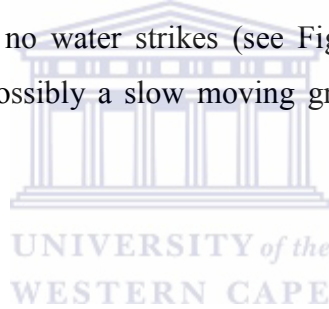 no water strikes (see Fig
ossibly a slow moving gr
UNIVERSITY of the
WESTERN CAPE